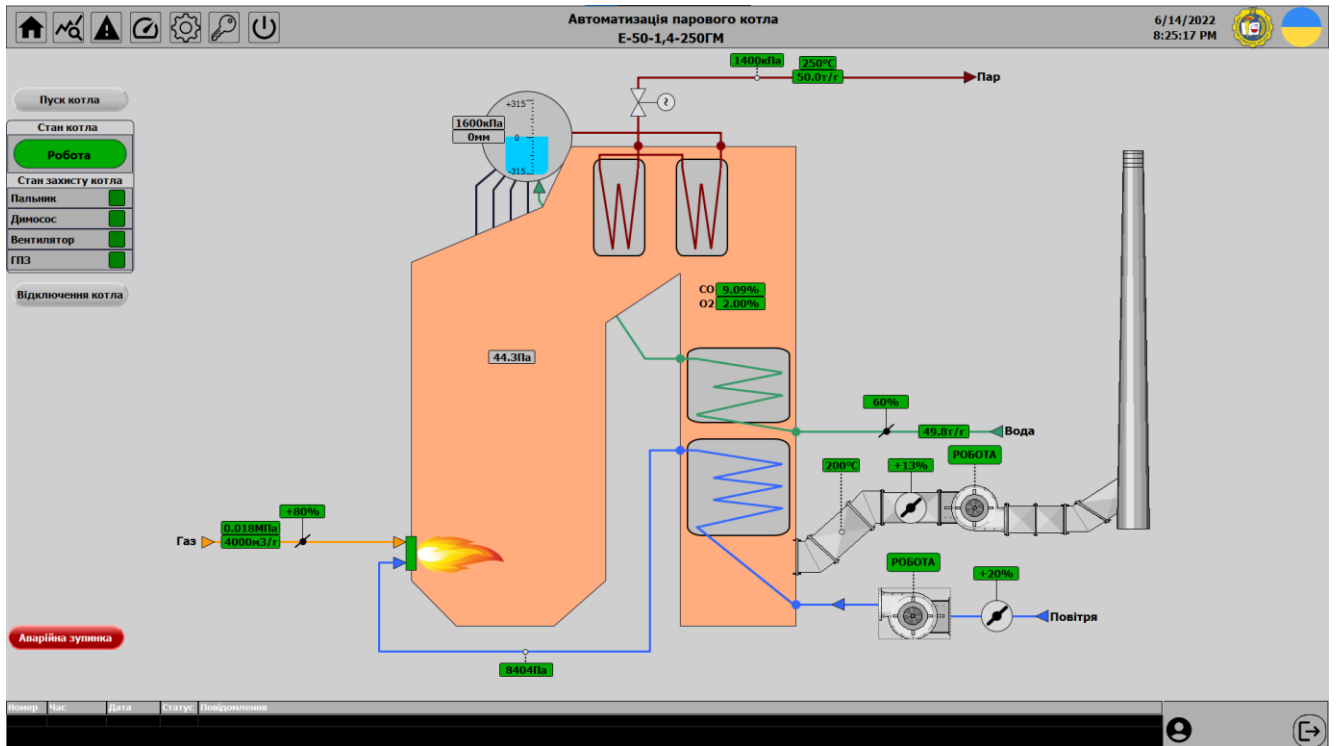 Автоматизація парового котла
Е-50-1,4-250ГМ
6/14/2022
8:25:17 PM
Пуск котла
Стан котла
Робота
Стан захисту котла
Пальник
Димосос
Вентилятор
ГПЗ
Відключення котла
1400кПа
250°C
50.0т/г
Пар
+315
0
-315
1600кПа
0мм
CO 9.09%
O2 2.00%
44.3Па
60%
49.8т/г
Вода
200°C
+13%
РОБОТА
+80%
0.018МПа
Газ
4000м3/г
РОБОТА
+20%
Повітря
Аварійна зупинка
8404Па
Номер Час Дата Статус Повідомлення